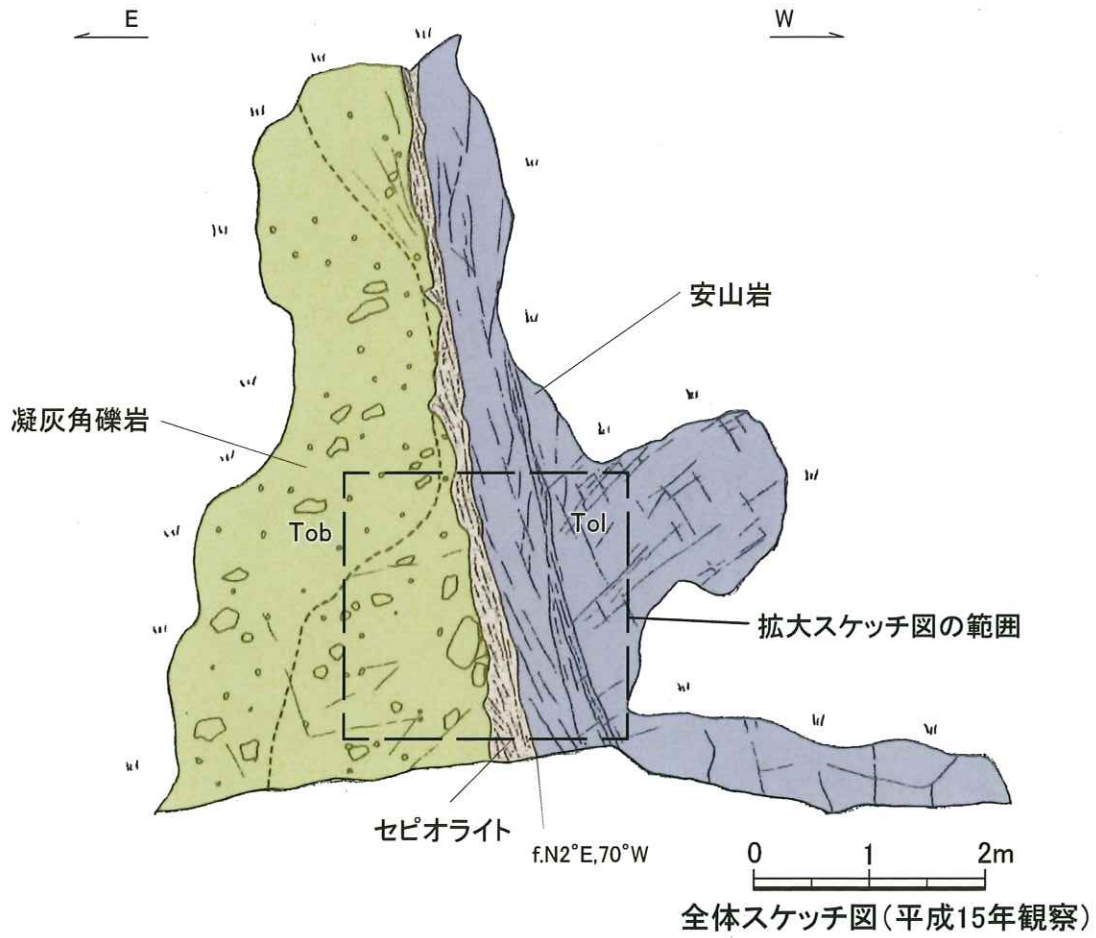 E
W
安山岩
凝灰角礫岩
Tob
Tol
拡大スケッチ図の範囲
セピオライト
f.N2°E,70°W
0 1 2m
全体スケッチ図(平成15年観察)